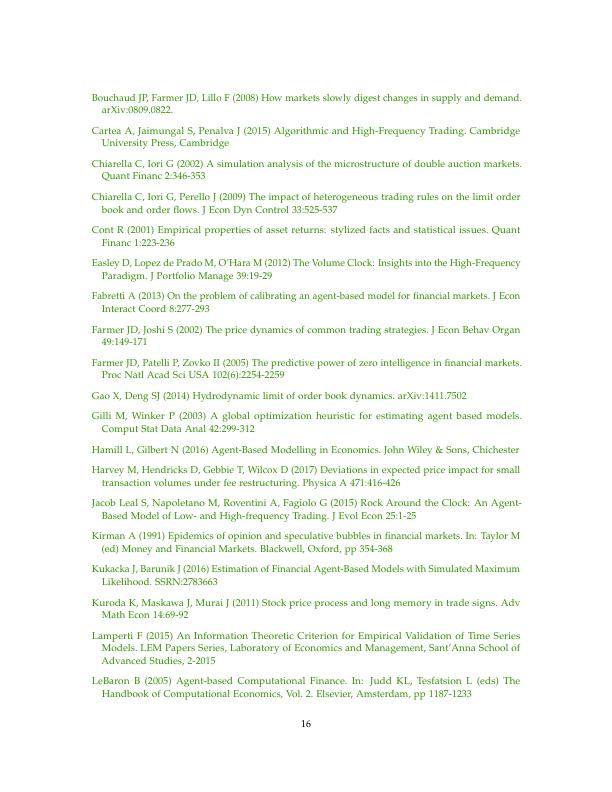 Bouchaud JP, Farmer JD, Lillo F (2008) How markets slowly digest changes in supply and demand.
arXiv:0809.0822.
Cartea A, Jaimungal S, Penalva J (2015) Algorithmic and High-Frequency Trading. Cambridge
University Press, Cambridge
Chiarella C, Iori G (2002) A simulation analysis of the microstructure of double auction markets.
Quant Financ 2:346-353
Chiarella C, Iori G, Perello J (2009) The impact of heterogeneous trading rules on the limit order
book and order flows. J Econ Dyn Control 33:525-537
Cont R (2001) Empirical properties of asset returns: stylized facts and statistical issues. Quant
Financ 1:223-236
Easley D, Lopez de Prado M, O'Hara M (2012) The Volume Clock: Insights into the High-Frequency
Paradigm. J Portfolio Manage 39:19-29
Fabretti A (2013) On the problem of calibrating an agent-based model for financial markets. J Econ
Interact Coord 8:277-293
Farmer JD, Joshi S (2002) The price dynamics of common trading strategies. J Econ Behav Organ
49:149-171
Farmer JD, Patelli P, Zovko II (2005) The predictive power of zero intelligence in financial markets.
Proc Natl Acad Sci USA 102(6):2254-2259
Gao X, Deng SJ (2014) Hydrodynamic limit of order book dynamics. arXiv:1411.7502
Gilli M, Winker P (2003) A global optimization heuristic for estimating agent based models.
Comput Stat Data Anal 42:299-312
Hamill L, Gilbert N (2016) Agent-Based Modelling in Economics. John Wiley & Sons, Chichester
Harvey M, Hendricks D, Gebbie T, Wilcox D (2017) Deviations in expected price impact for small
transaction volumes under fee restructuring. Physica A 471:416-426
Jacob Leal S, Napoletano M, Roventini A, Fagiolo G (2015) Rock Around the Clock: An Agent-
Based Model of Low- and High-frequency Trading. J Evol Econ 25:1-25
Kirman A (1991) Epidemics of opinion and speculative bubbles in financial markets. In: Taylor M
(ed) Money and Financial Markets. Blackwell, Oxford, pp 354-368
Kukacka J, Barunik J (2016) Estimation of Financial Agent-Based Models with Simulated Maximum
Likelihood. SSRN:2783663
Kuroda K, Maskawa J, Murai J (2011) Stock price process and long memory in trade signs. Adv
Math Econ 14:69-92
Lamperti F (2015) An Information Theoretic Criterion for Empirical Validation of Time Series
Models. LEM Papers Series, Laboratory of Economics and Management, Sant'Anna School of
Advanced Studies, 2-2015
LeBaron B (2005) Agent-based Computational Finance. In: Judd KL, Tesfatsion L (eds) The
Handbook of Computational Economics, Vol. 2. Elsevier, Amsterdam, pp 1187-1233
16